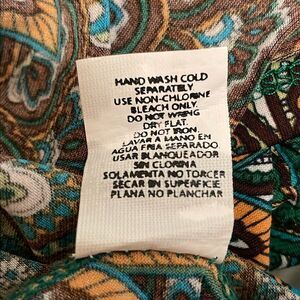 HAND WASH COLD
SEPARATELY
USE NON-CHLORINE
BLEACH ONLY.
DO NOT WRING
DRY FLAT.
DO NOT IRON
LAVAR A MANO EN
AGUA FRIA SEPARADO
USAR BLANQUEADOR
SIN CLORINA
SOLAMENTA NO TORCER
SECAR EN SUPERFICIE
PLANA NO PLANCHAR